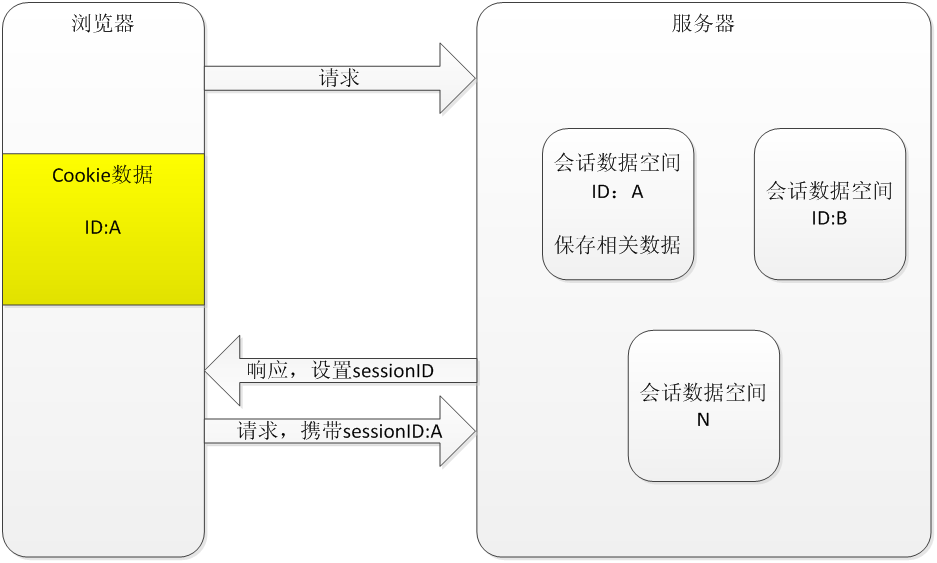 浏览器
服务器
请求
Cookie数据
ID:A
会话数据空间
ID：A
保存相关数据
会话数据空间
ID:B
响应，设置sessionID
请求，携带sessionID:A
会话数据空间
N